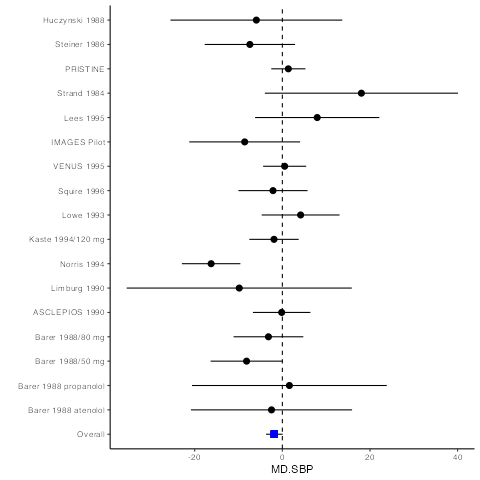 Huczynski 1988
Steiner 1986
PRISTINE
Strand 1984
Lees 1995
IMAGES Pilot
VENUS 1995
Squire 1996
Lowe 1993
Kaste 1994/120 mg
Norris 1994
Limburg 1990
ASCLEPIOS 1990
Barer 1988/80 mg
Barer 1988/50 mg
Barer 1988 propanolol
Barer 1988 atenolol
Overall
-20 0 20 40
MD.SBP